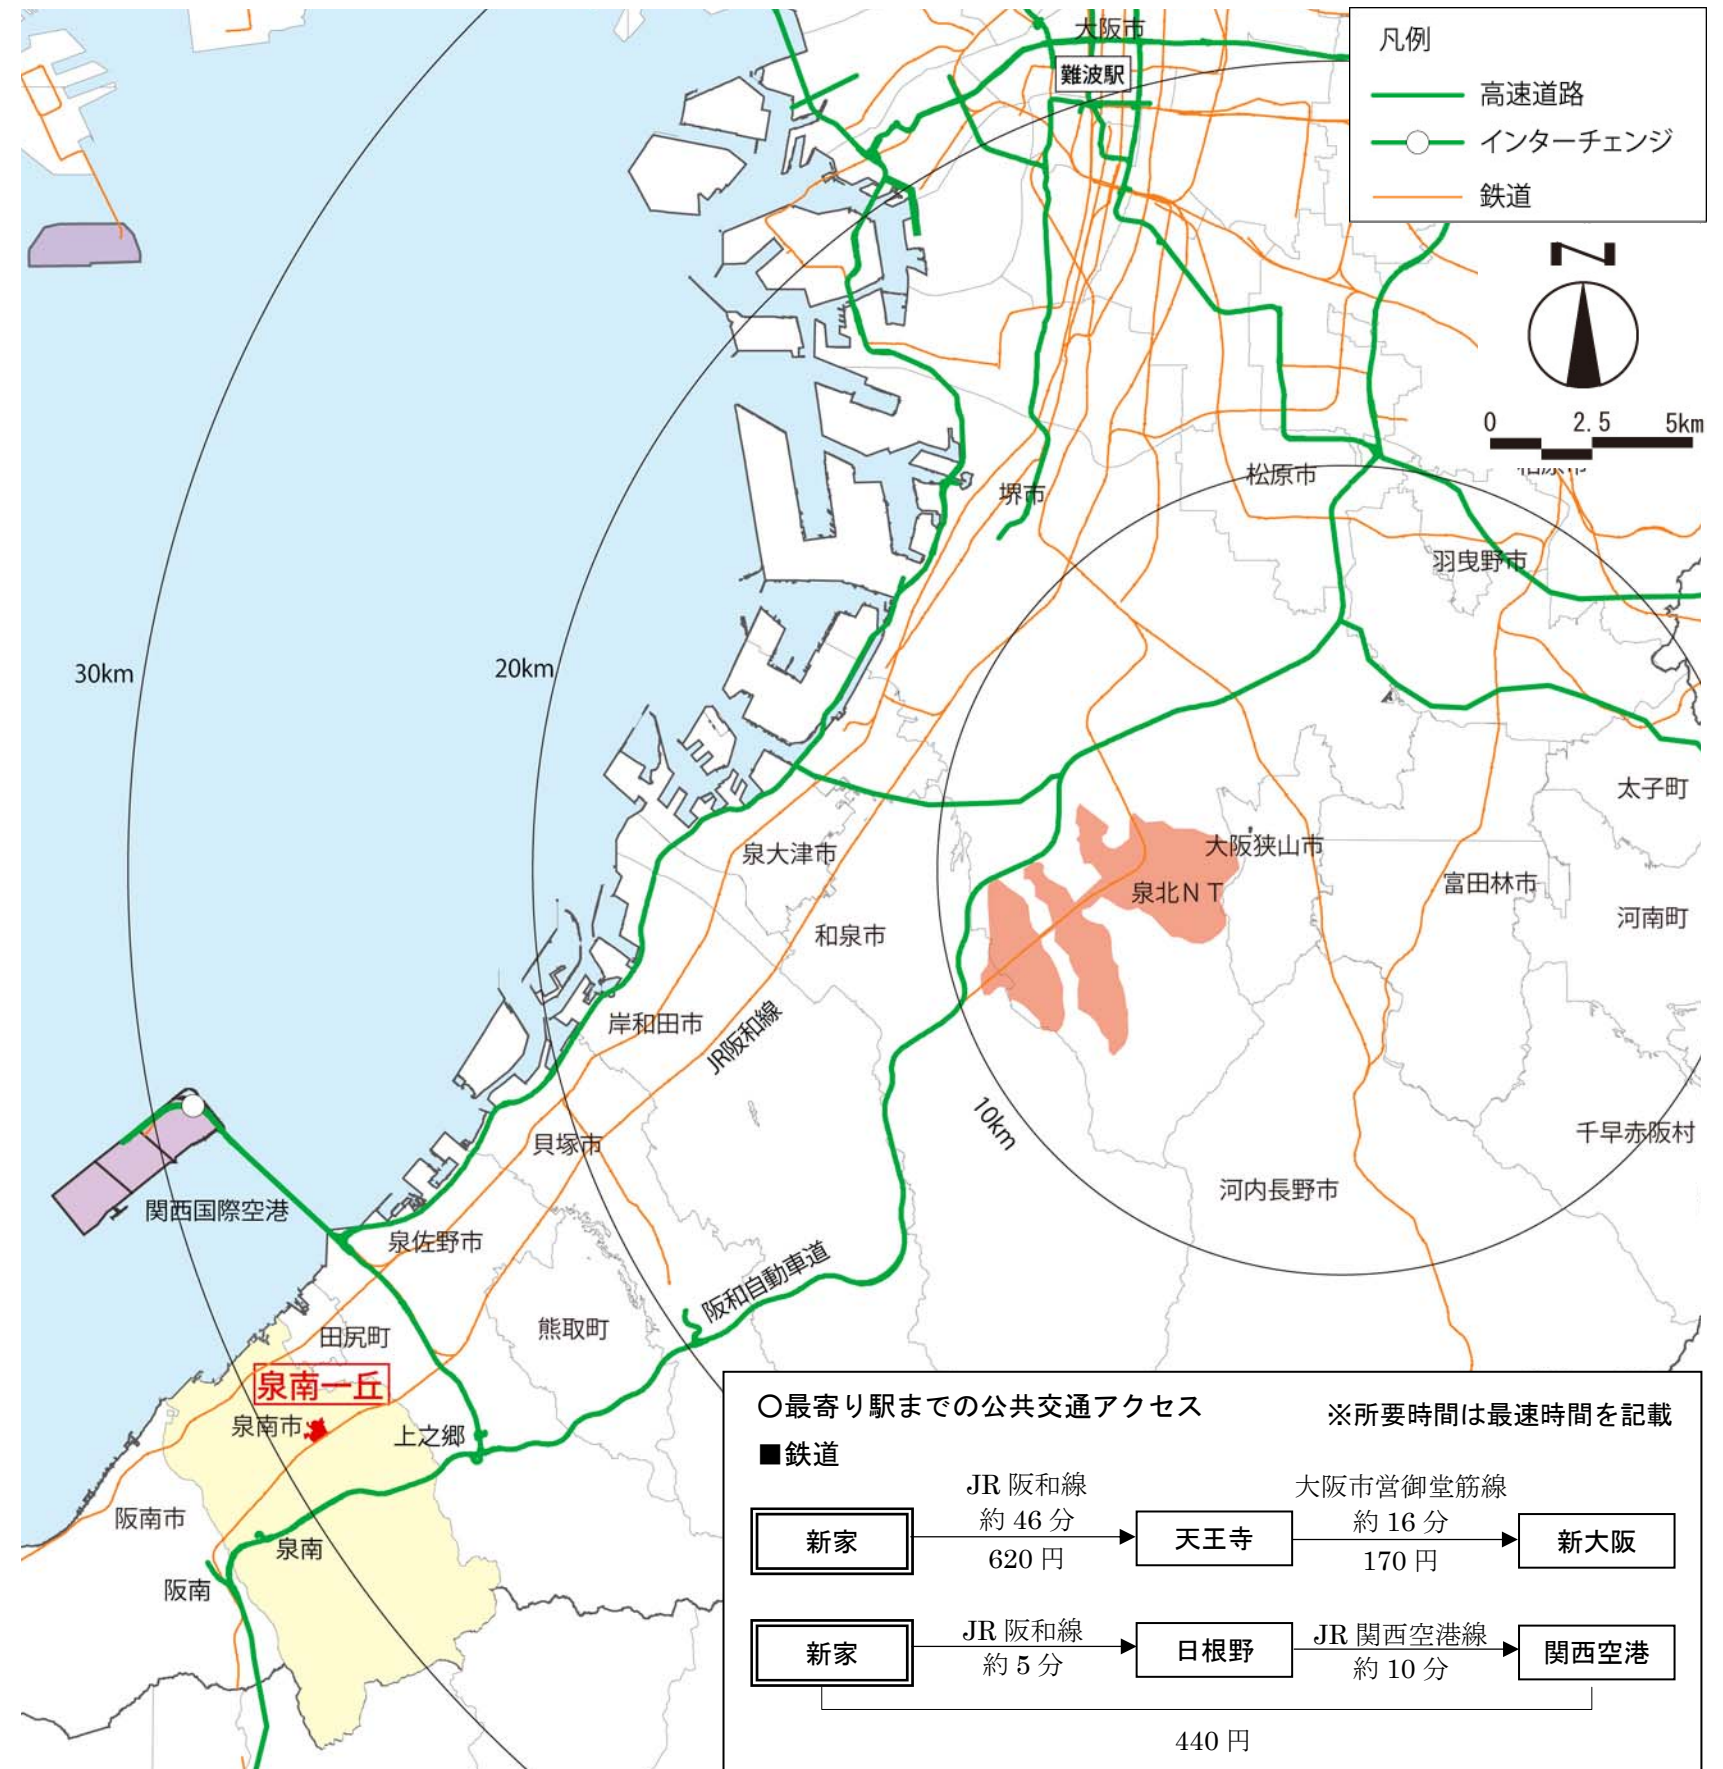 大阪市
難波駅
凡例
高速道路
インターチェンジ
鉄道
N
0 2.5 5km
松原市
堺市
羽曳野市
30km
20km
太子町
大阪狭山市
泉大津市
富田林市
泉北NT
河南町
和泉市
岸和田市
JR阪和線
10km
貝塚市
千早赤阪村
河内長野市
関西国際空港
泉佐野市
阪和自動車道
田尻町
熊取町
泉南一丘
泉南市
上之郷
阪南市
泉南
阪南
○最寄り駅までの公共交通アクセス
※所要時間は最速時間を記載
■鉄道
JR 阪和線
約 46 分
620 円
大阪市営御堂筋線
約 16 分
170 円
新家
天王寺
新大阪
JR 阪和線
約 5 分
JR 関西空港線
約 10 分
新家
日根野
関西空港
440 円